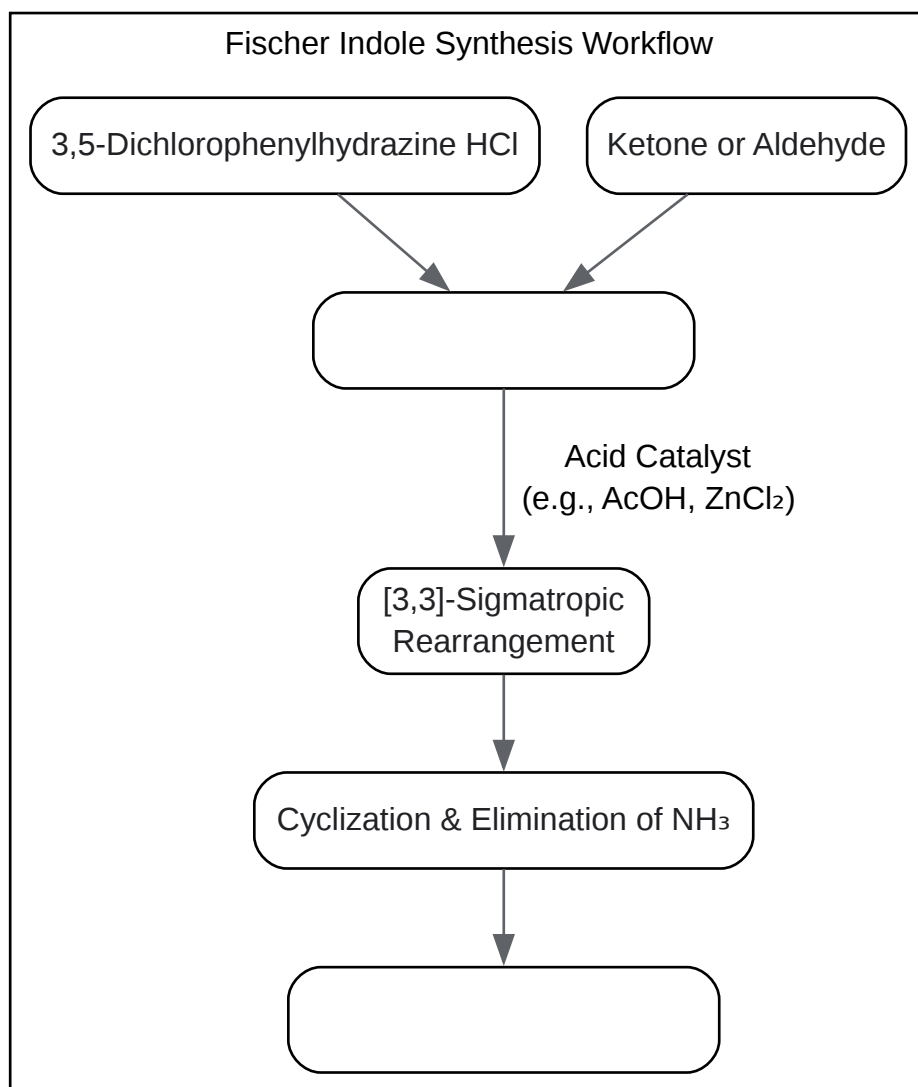 Fischer Indole Synthesis Workflow
3,5-Dichlorophenylhydrazine HCl
Ketone or Aldehyde
Acid Catalyst
(e.g., AcOH, ZnCl₂)
[3,3]-Sigmatropic
Rearrangement
Cyclization & Elimination of NH₃